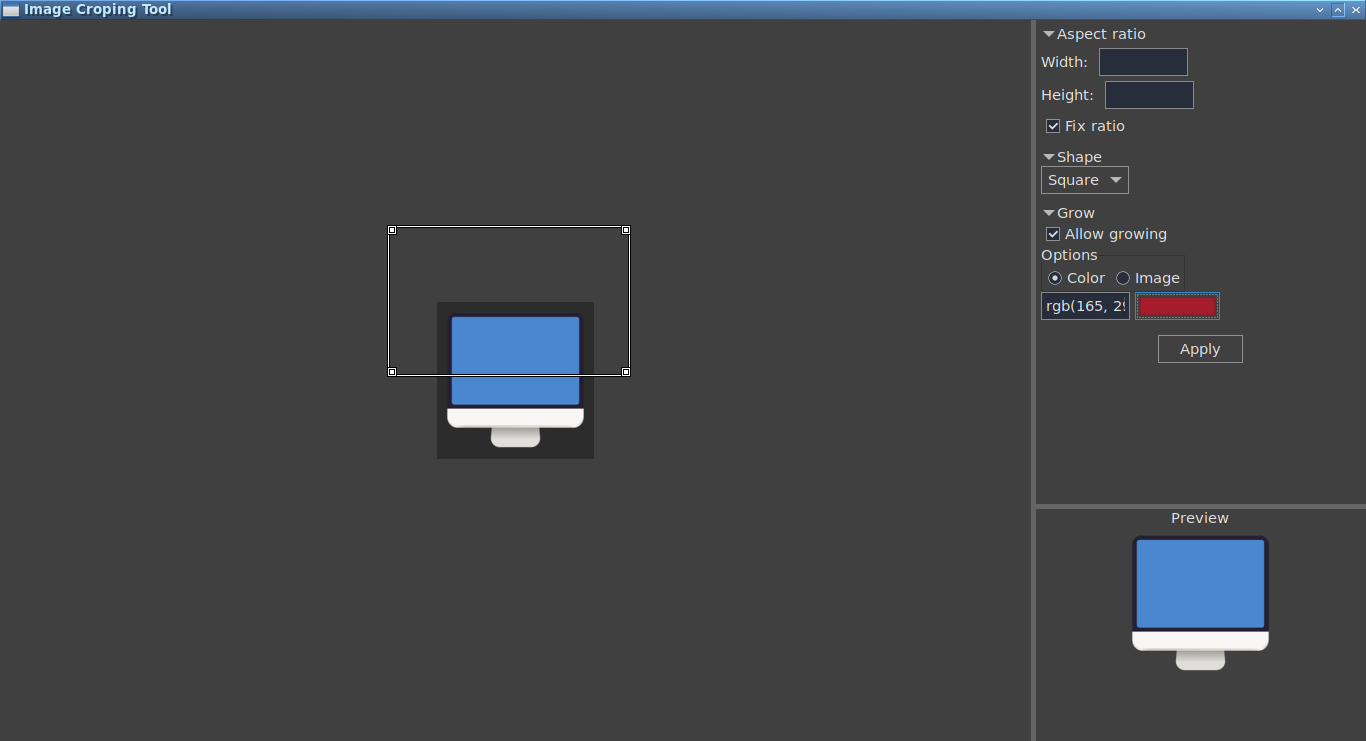 Image Croping Tool
Aspect ratio
Width:
Height:
Fix ratio
Shape
Square
Grow
Allow growing
Options
Color Image
rgb(165, 2
Apply
Preview